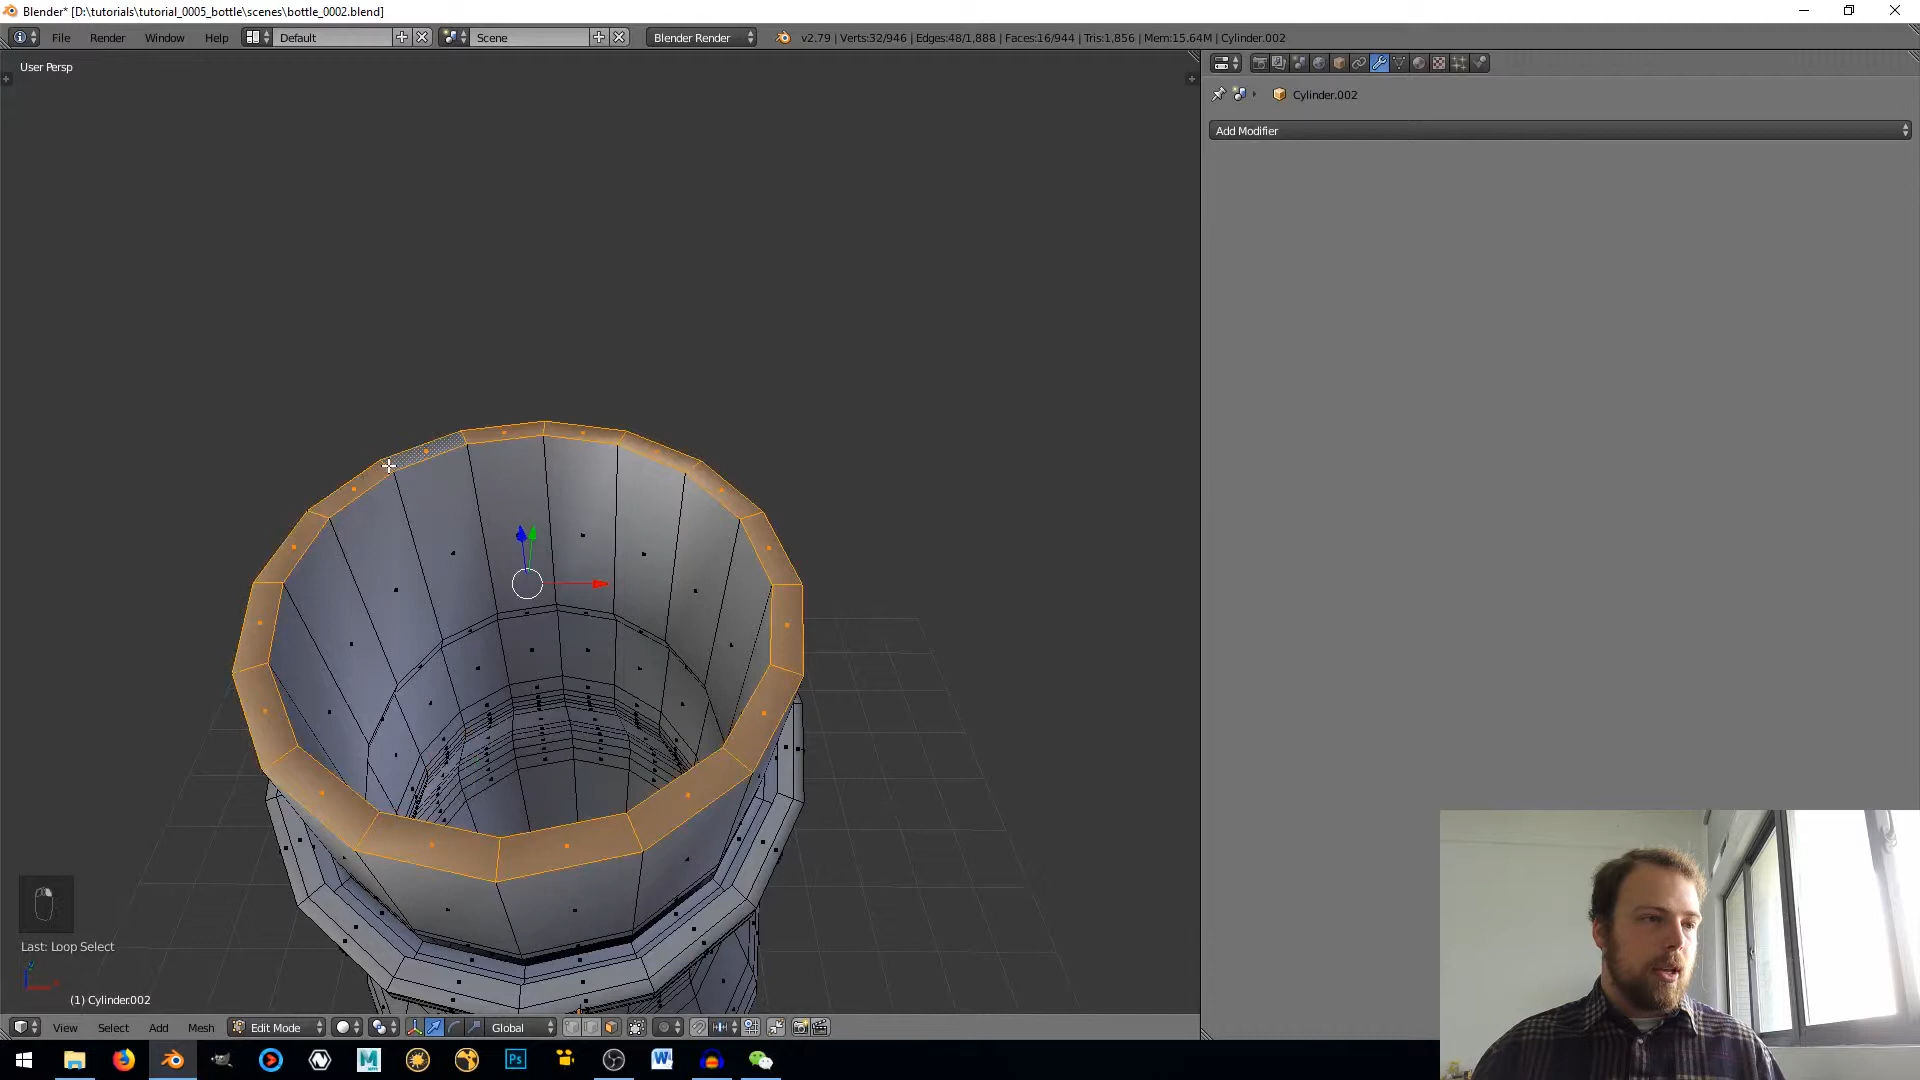 Blender* [D:\tutorials\tutorial_0005_bottle\scenes\bottle_0002.blend]
File Render Window Help Default Scene Blender Render v2.79 | Verts:32/946 | Edges:48/1,888 | Faces:16/944 | Tris:1,856 | Mem:15.64M | Cylinder.002
User Persp
Cylinder.002
Add Modifier
Last: Loop Select
(1) Cylinder.002
View Select Add Mesh Edit Mode Global